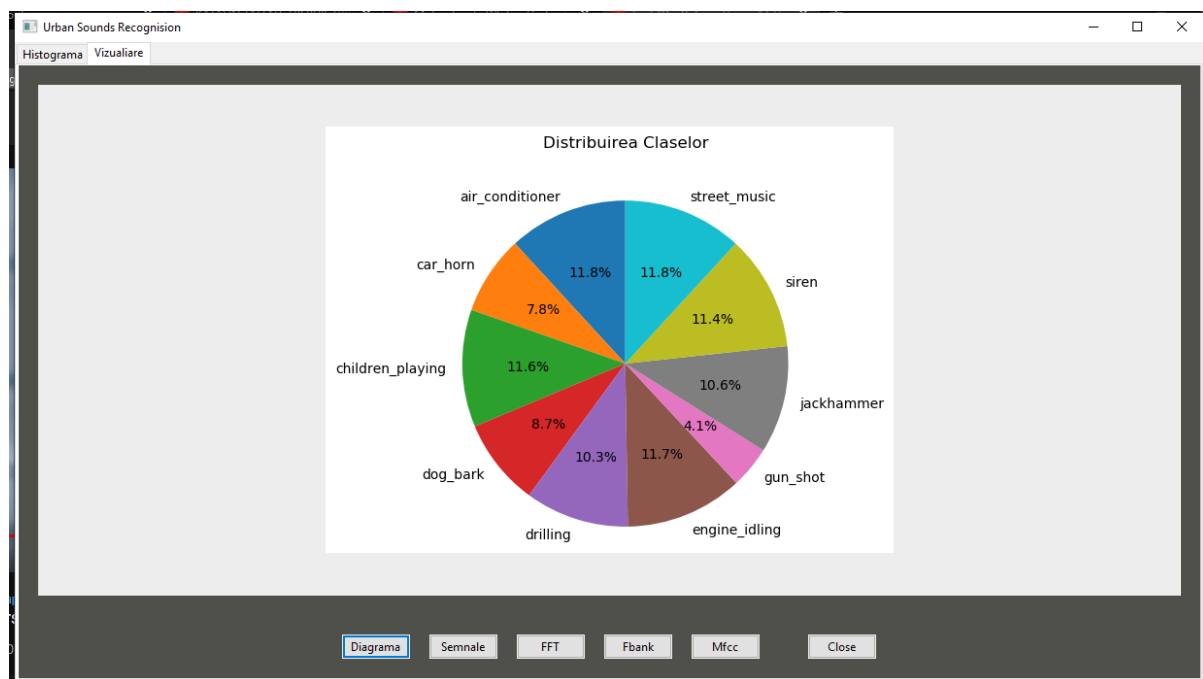 Urban Sounds Recognision
Histograma Vizualiare
Distribuirea Claselor
air_conditioner street_music
car_horn siren
11.8% 11.8%
7.8% 11.4%
children_playing 11.6% 10.6%
jackhammer
8.7% 4.1%
10.3% 11.7%
dog_bark gun_shot
drilling engine_idling
Diagrama Semnale FFT Fbank Mfcc Close